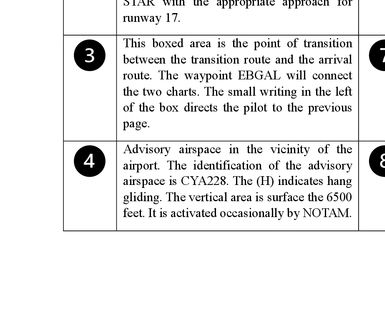 STAR with the appropriate approach for
runway 17.
3
This boxed area is the point of transition
between the transition route and the arrival
route. The waypoint EBGAL will connect
the two charts. The small writing in the left
of the box directs the pilot to the previous
page.
7
4
Advisory airspace in the vicinity of the
airport. The identification of the advisory
airspace is CYA228. The (H) indicates hang
gliding. The vertical area is surface the 6500
feet. It is activated occasionally by NOTAM.
8